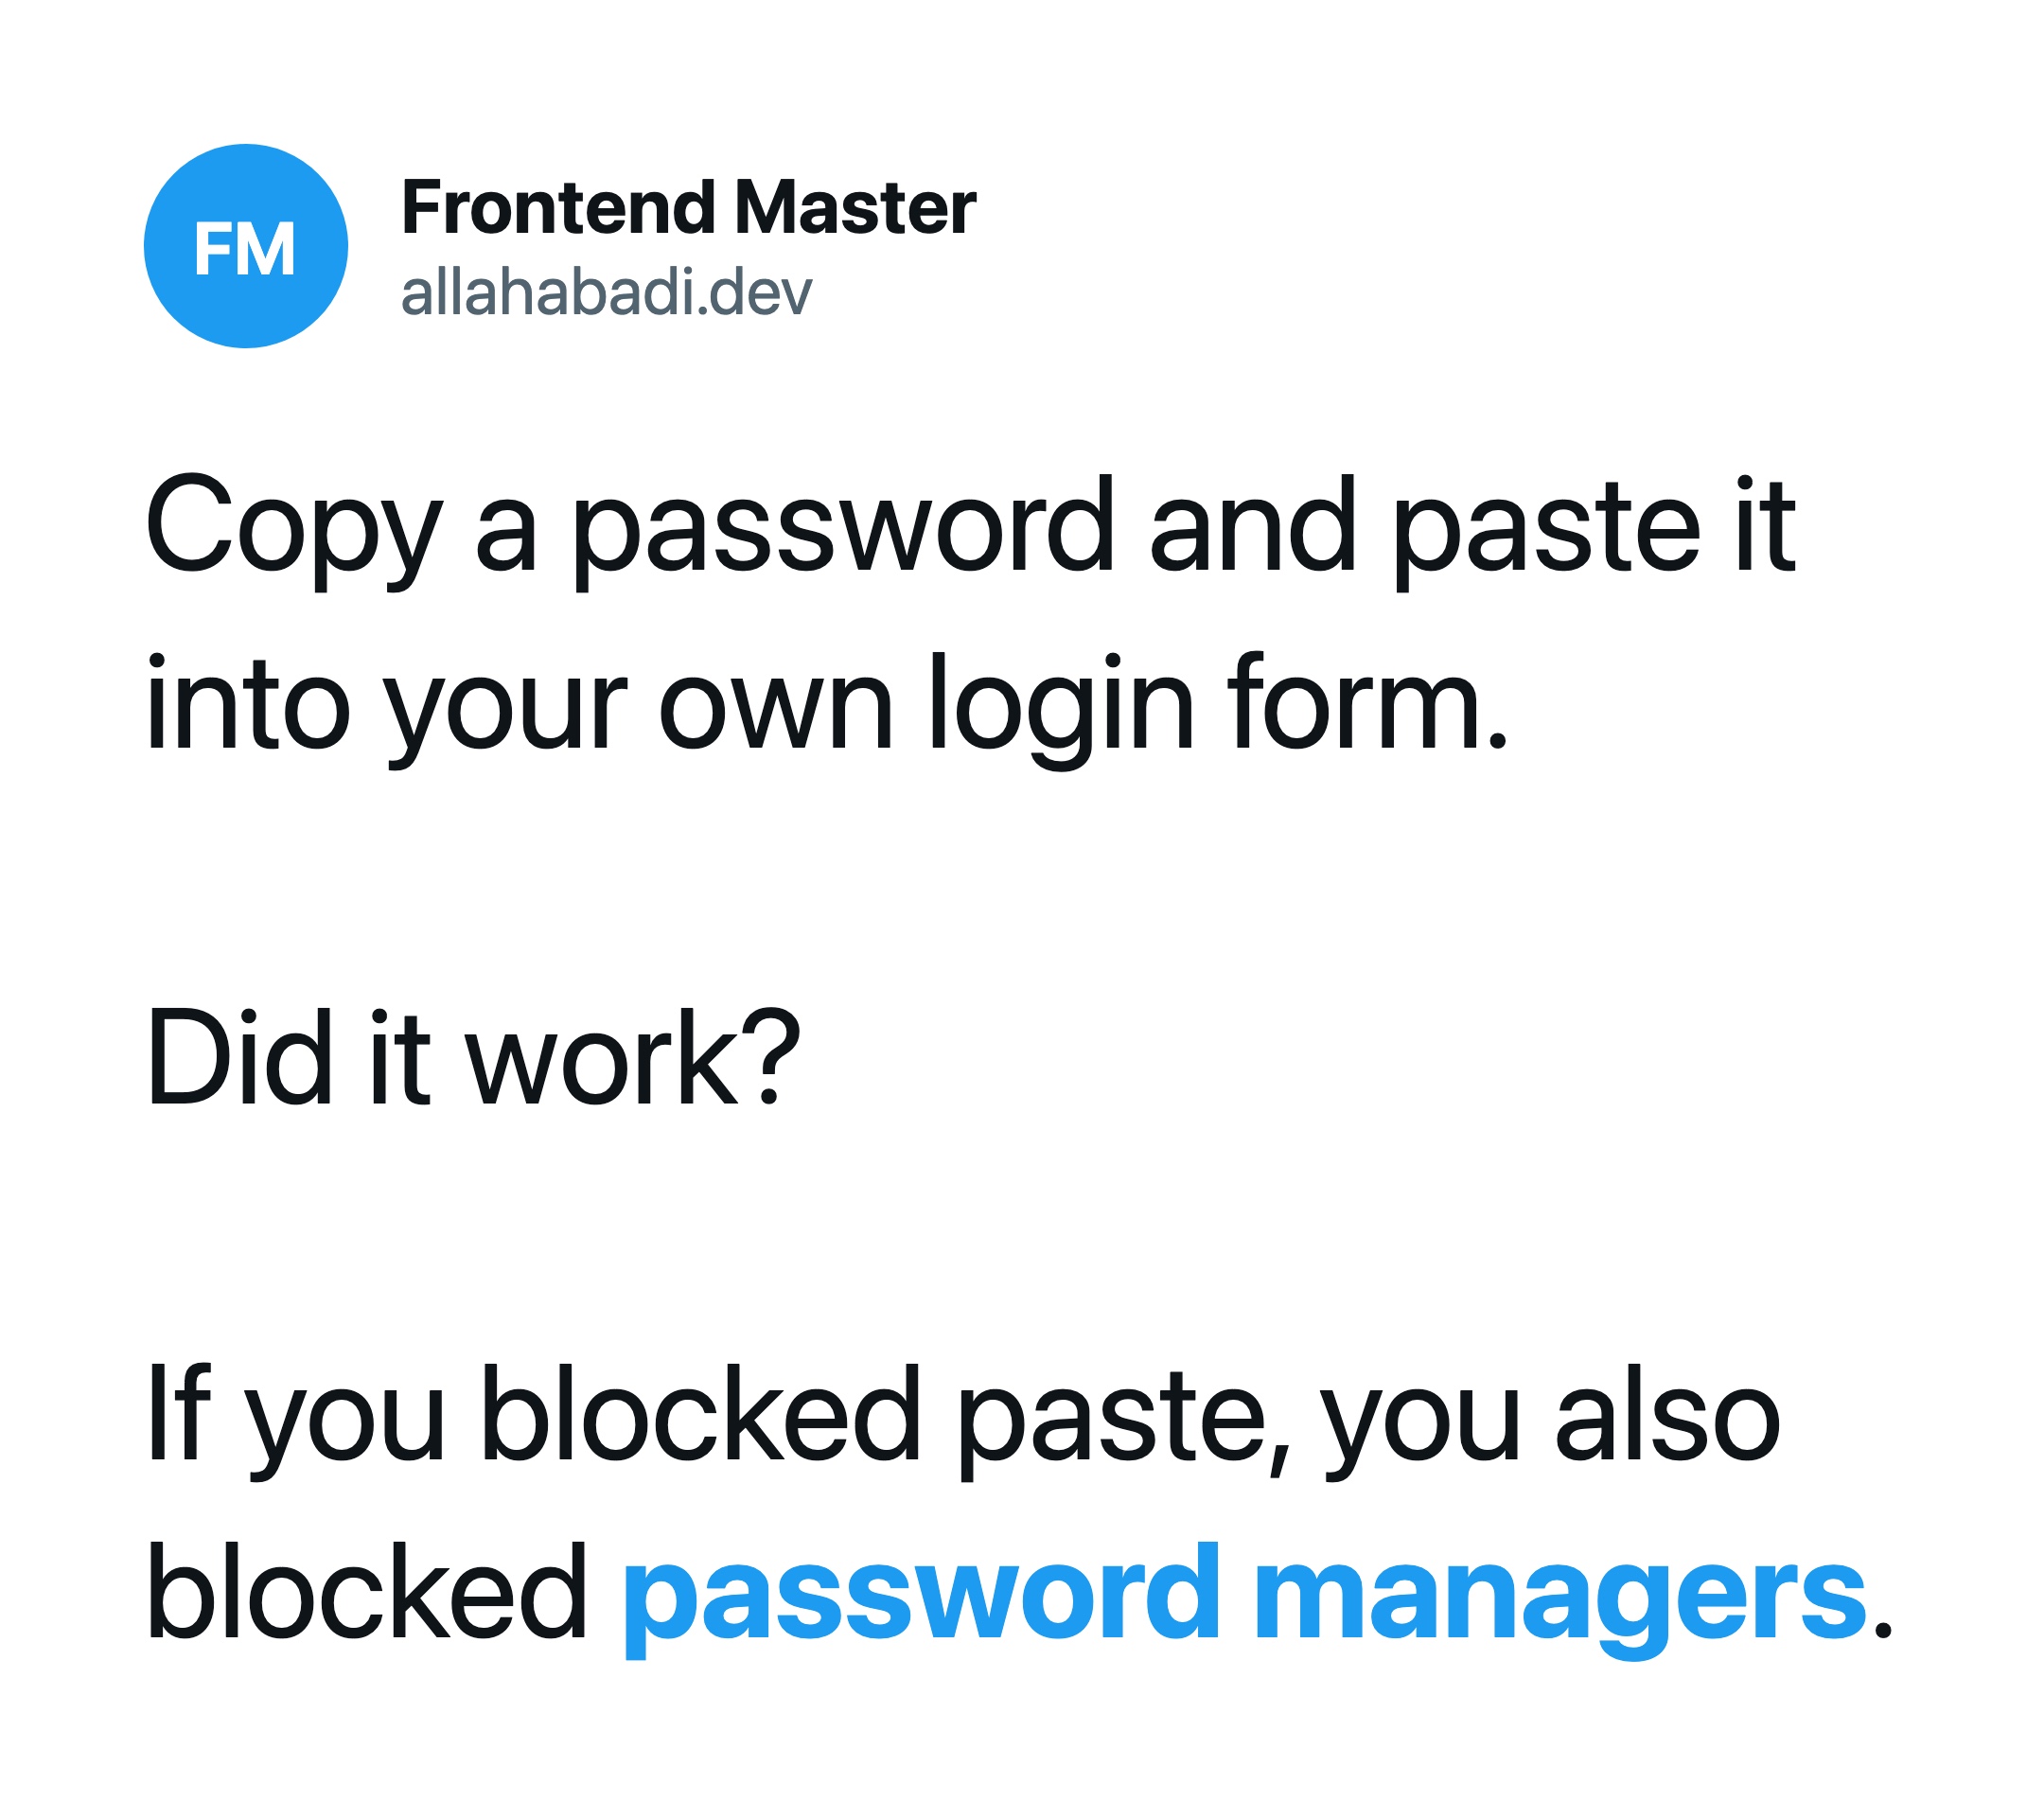 FM
Frontend Master
allahabadi.dev
Copy a password and paste it
into your own login form.
Did it work?
If you blocked paste, you also
blocked password managers.